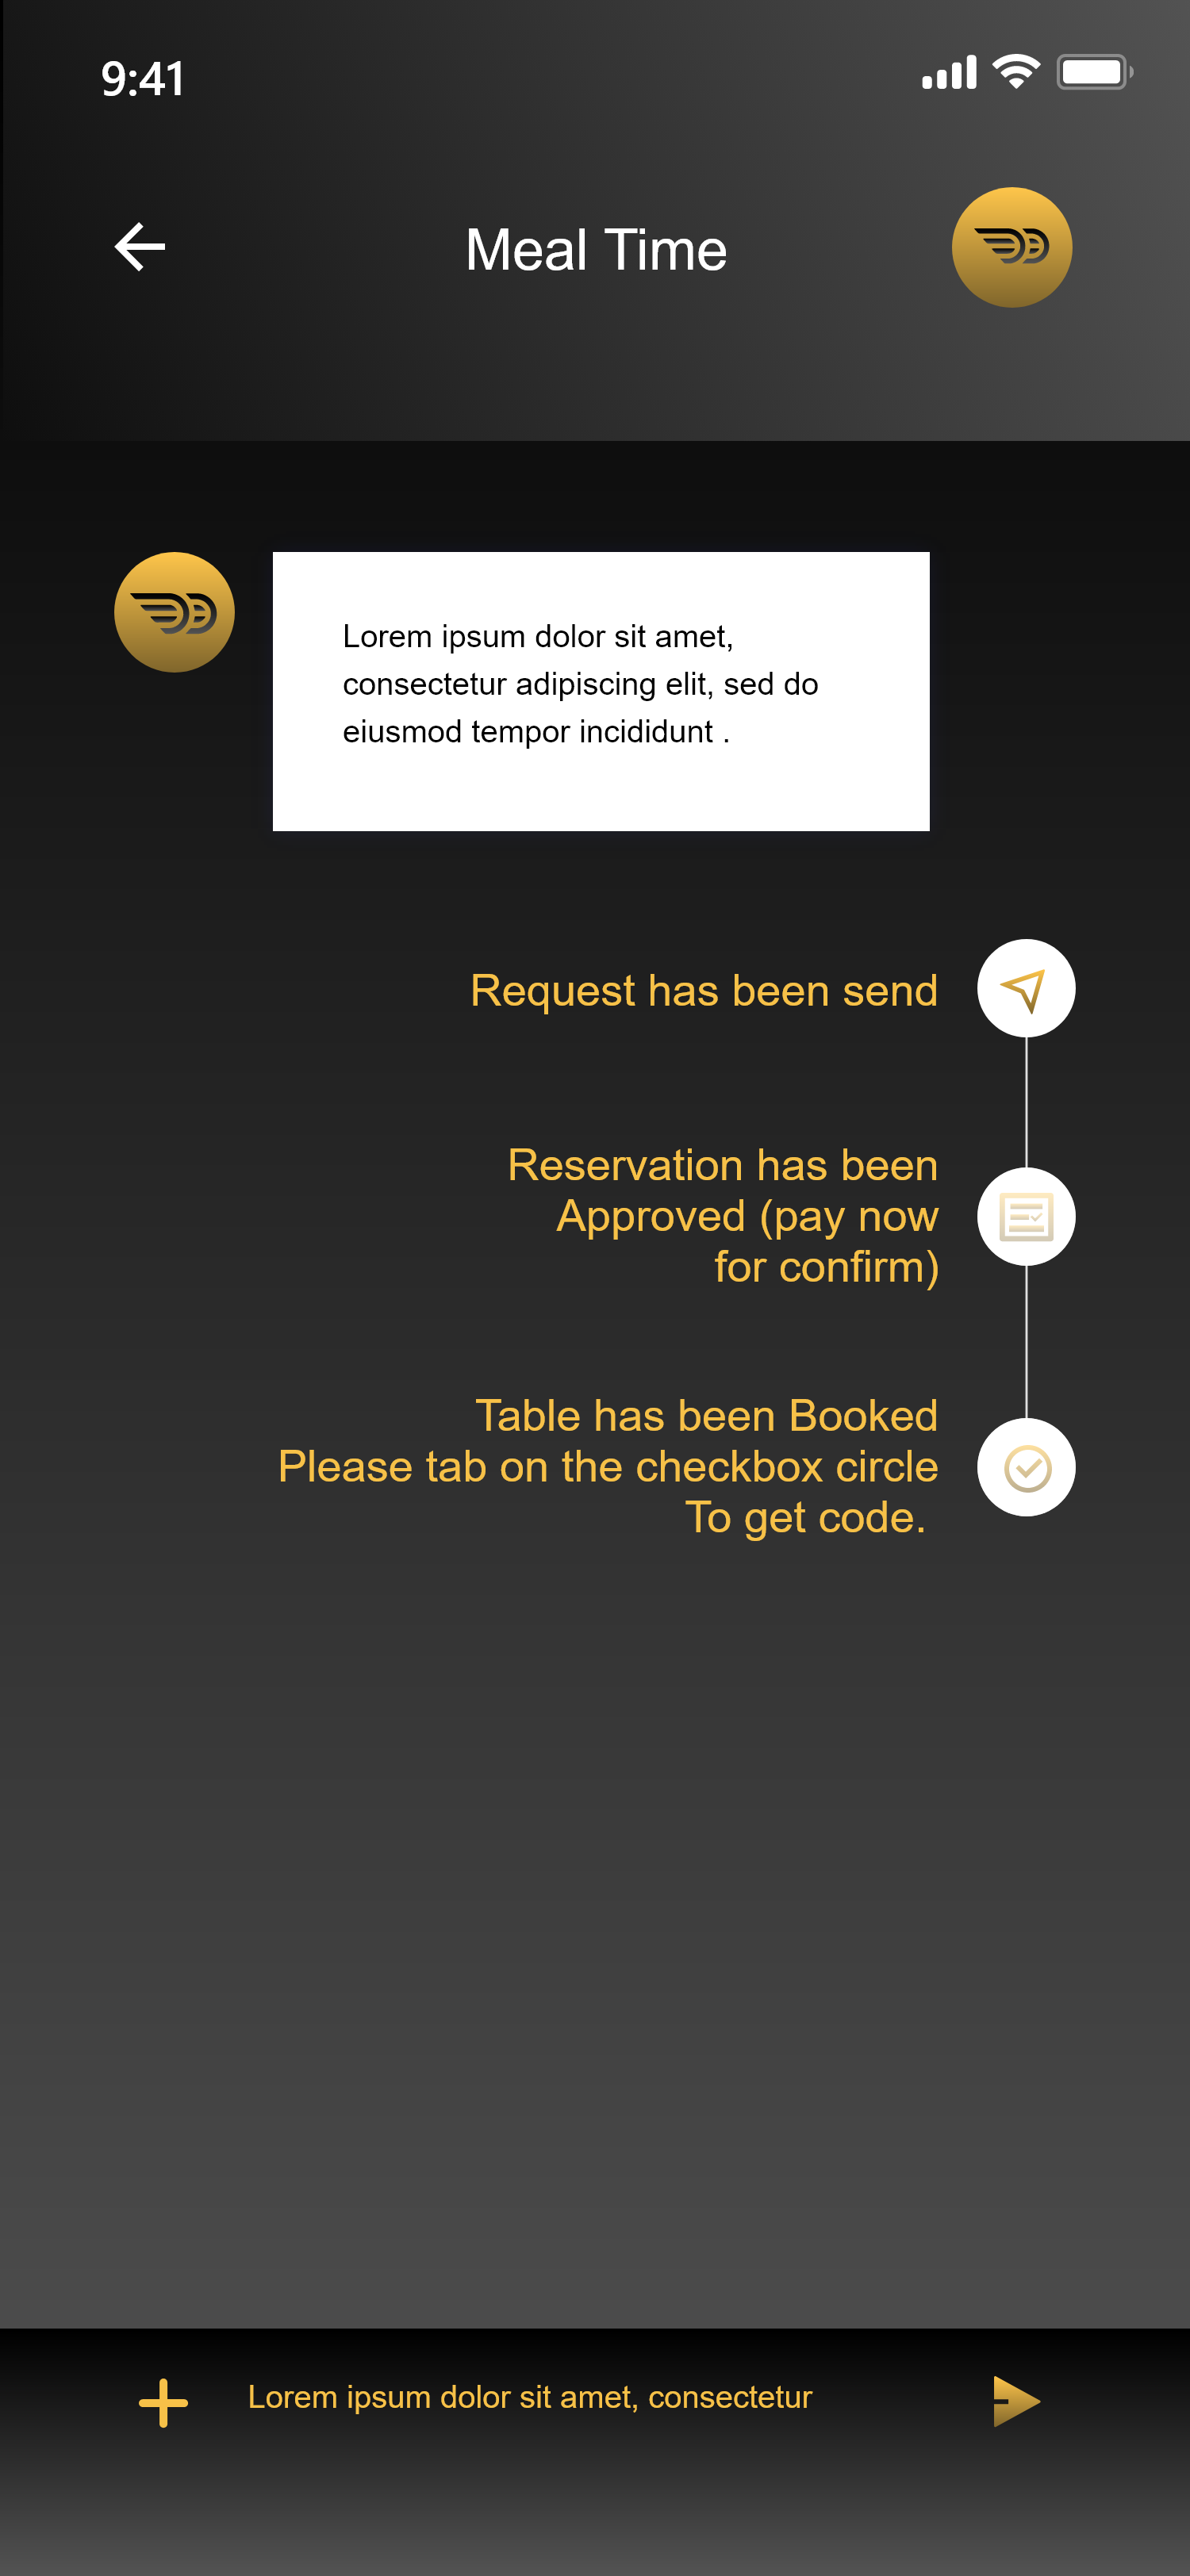 9:41
Meal Time
Lorem ipsum dolor sit amet,
consectetur adipiscing elit, sed do
eiusmod tempor incididunt .
Request has been send
Reservation has been
Approved (pay now
for confirm)
Table has been Booked
Please tab on the checkbox circle
To get code.
Lorem ipsum dolor sit amet, consectetur